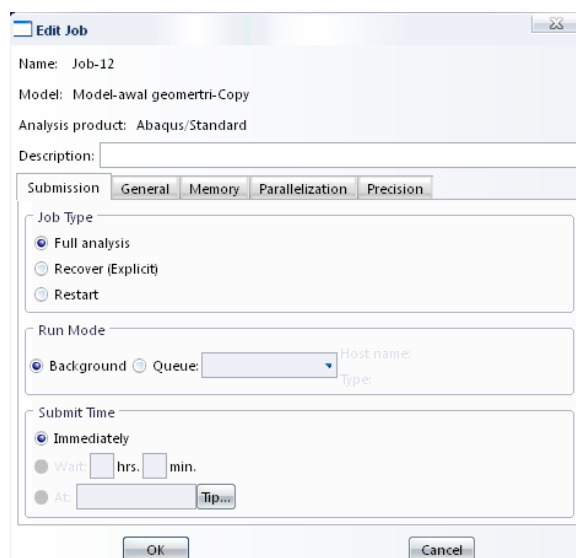 Edit Job
Name: Job-12
Model: Model-awal geomertri-Copy
Analysis product: Abaqus/Standard
Description:
Submission General Memory Parallelization Precision
Job Type
Full analysis
Recover (Explicit)
Restart
Run Mode
Background Queue: Host name:
Type:
Submit Time
Immediately
Wait: hrs. min.
At: Tip...
OK Cancel